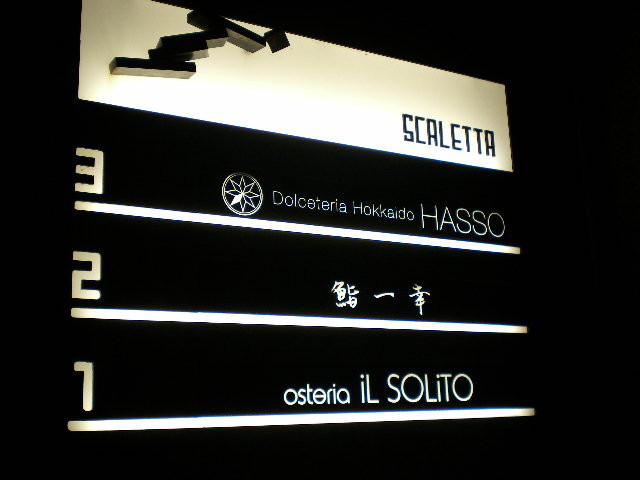 SCALETTA
3 Dolceteria Hokkaido HASSO
2 鮨一幸
1 osteria iL SOLiTO